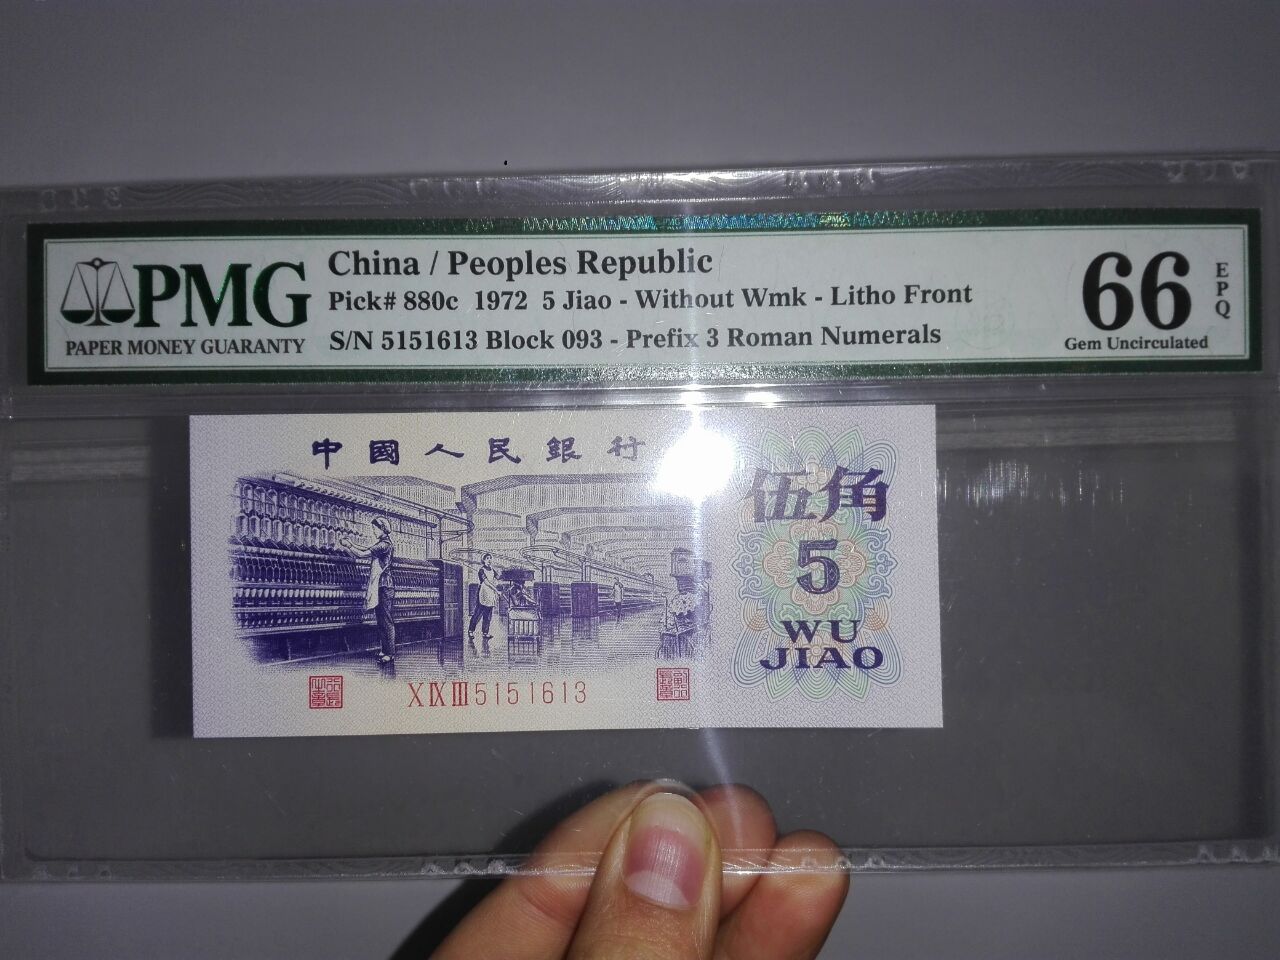 PMG
PAPER MONEY GUARANTY
China / Peoples Republic
Pick# 880c 1972 5 Jiao - Without Wmk - Litho Front
S/N 5151613 Block 093 - Prefix 3 Roman Numerals
66
EPQ
Gem Uncirculated
中國人民銀行
伍角
5
WU
JIAO
X IX III 5151613